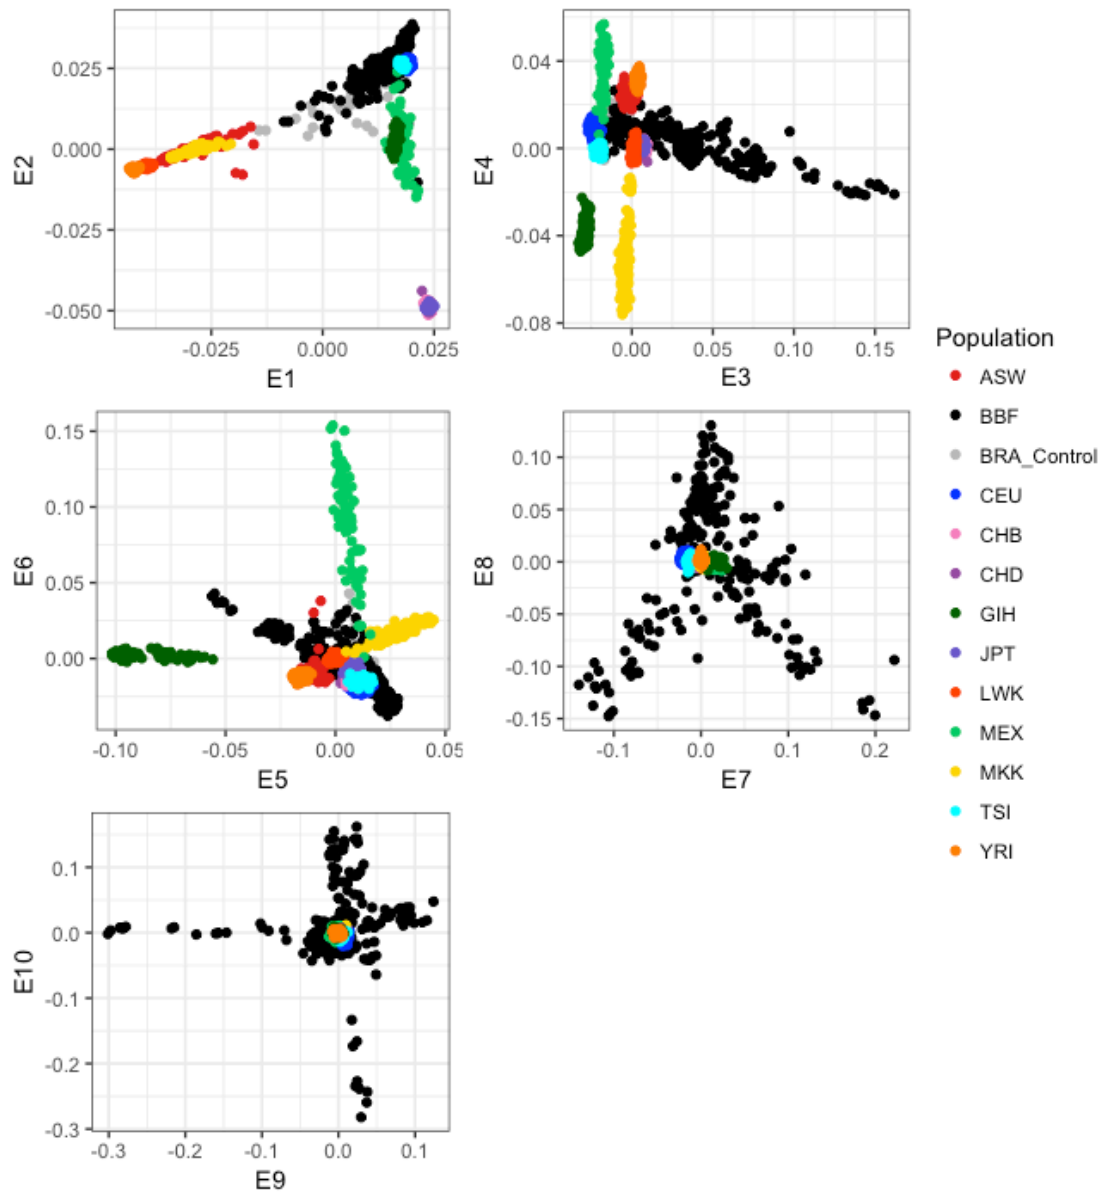 0.025
0.000
-0.025
-0.050
E2
-0.025
0.000
0.025
E1
0.04
0.00
-0.04
-0.08
E4
0.00
0.05
0.10
0.15
E3
0.15
0.10
0.05
0.00
E6
-0.10
-0.05
0.00
0.05
E5
0.10
0.05
0.00
-0.05
-0.10
-0.15
E8
-0.1
0.0
0.1
0.2
E7
0.1
0.0
-0.1
-0.2
-0.3
E10
-0.3
-0.2
-0.1
0.0
0.1
E9
Population
ASW
BBF
BRA_Control
CEU
CHB
CHD
GIH
JPT
LWK
MEX
MKK
TSI
YRI